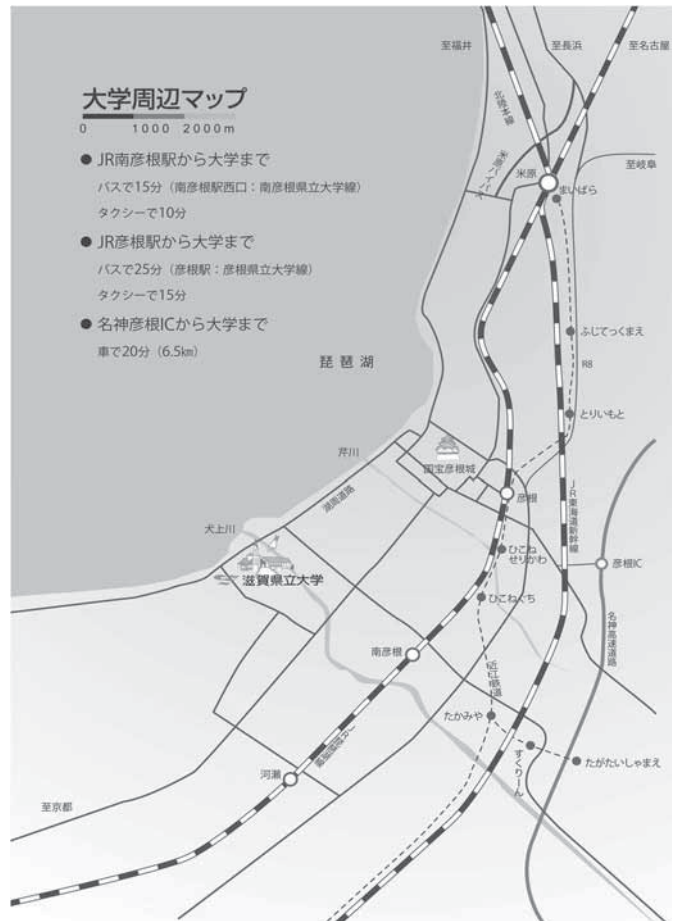 大学周辺マップ
0 1000 2000m
● JR南彦根駅から大学まで
バスで15分（南彦根駅西口：南彦根県立大学線）
タクシーで10分
● JR彦根駅から大学まで
バスで25分（彦根駅：彦根県立大学線）
タクシーで15分
● 名神彦根ICから大学まで
車で20分（6.5㎞）
至福井
至長浜
至名古屋
北陸本線
米原バイパス
至岐阜
米原
まいばら
ふじてっくまえ
R8
とりいもと
琵琶湖
芹川
国宝彦根城
彦根
湖周道路
JR東海道新幹線
犬上川
ひこね
せりかわ
彦根IC
滋賀県立大学
ひこねぐち
名神高速道路
南彦根
近江鉄道
たかみや
すくりーん
たがたいしゃまえ
河瀬
至京都